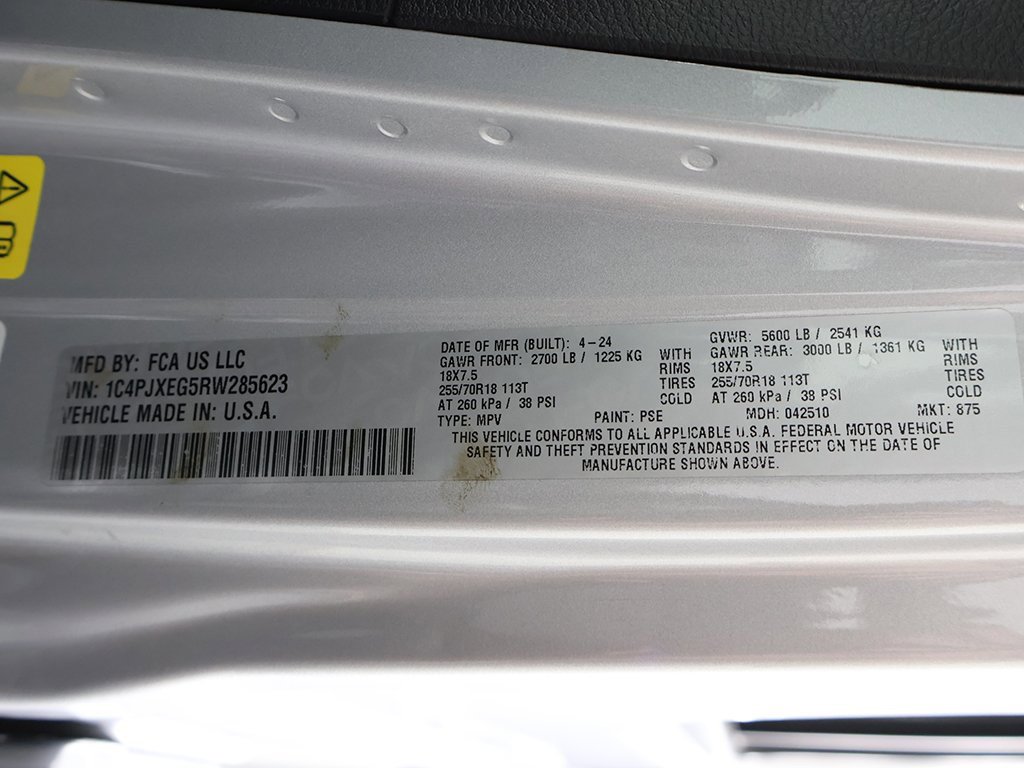 MFD BY: FCA US LLC
VIN: 1C4PJXEG5RW285623
VEHICLE MADE IN: U.S.A.
DATE OF MFR (BUILT): 4-24
GVWR: 5600 LB / 2541 KG
GAWR FRONT: 2700 LB / 1225 KG WITH
GAWR REAR: 3000 LB / 1361 KG WITH
18X7.5 RIMS
18X7.5 RIMS
255/70R18 113T TIRES
255/70R18 113T TIRES
AT 260 kPa / 38 PSI COLD
AT 260 kPa / 38 PSI COLD
TYPE: MPV PAINT: PSE MDH: 042510 MKT: 875
THIS VEHICLE CONFORMS TO ALL APPLICABLE U.S.A. FEDERAL MOTOR VEHICLE
SAFETY AND THEFT PREVENTION STANDARDS IN EFFECT ON THE DATE OF
MANUFACTURE SHOWN ABOVE.